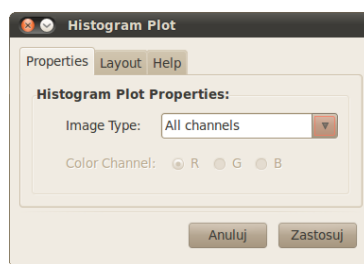 Histogram Plot
Properties Layout Help
Histogram Plot Properties:
Image Type: All channels
Color Channel: R G B
Anuluj Zastosuj